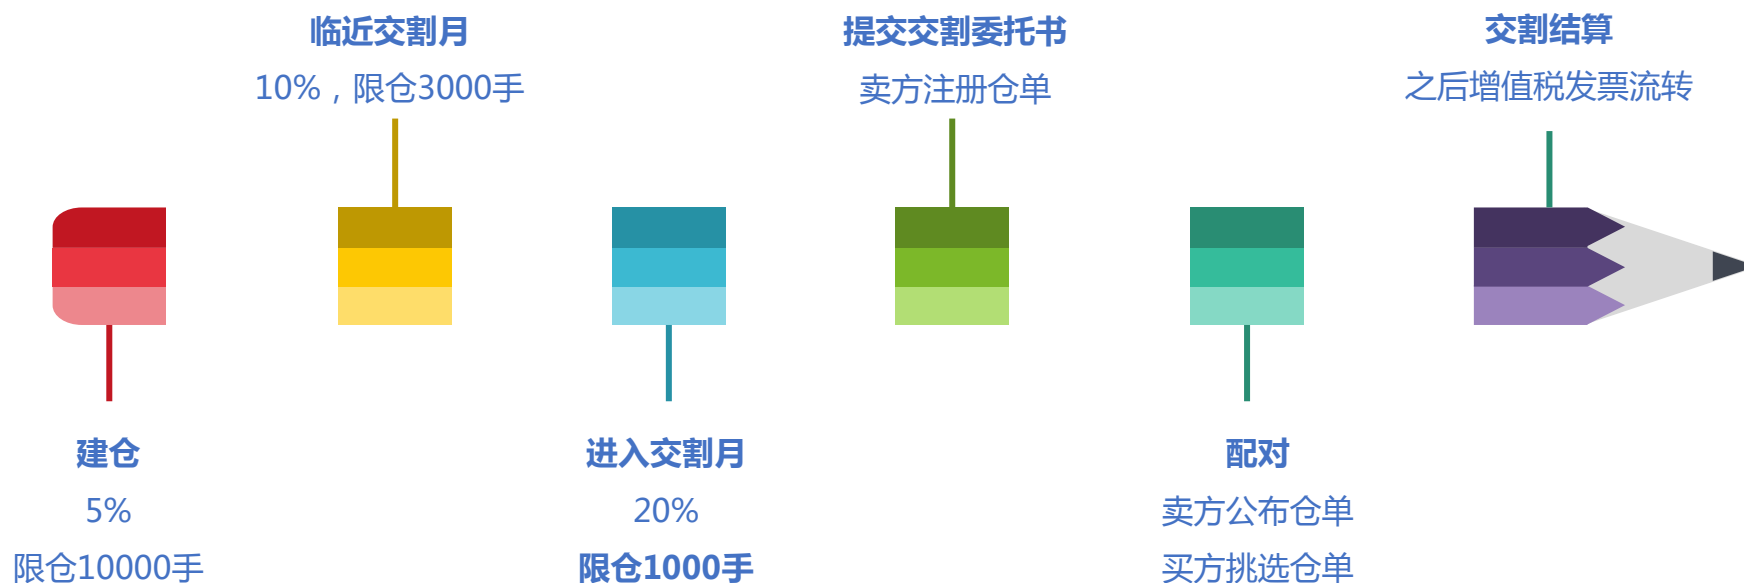 临近交割月
10%，限仓3000手
提交交割委托书
卖方注册仓单
交割结算
之后增值税发票流转
建仓
5%
限仓10000手
进入交割月
20%
限仓1000手
配对
卖方公布仓单
买方挑选仓单